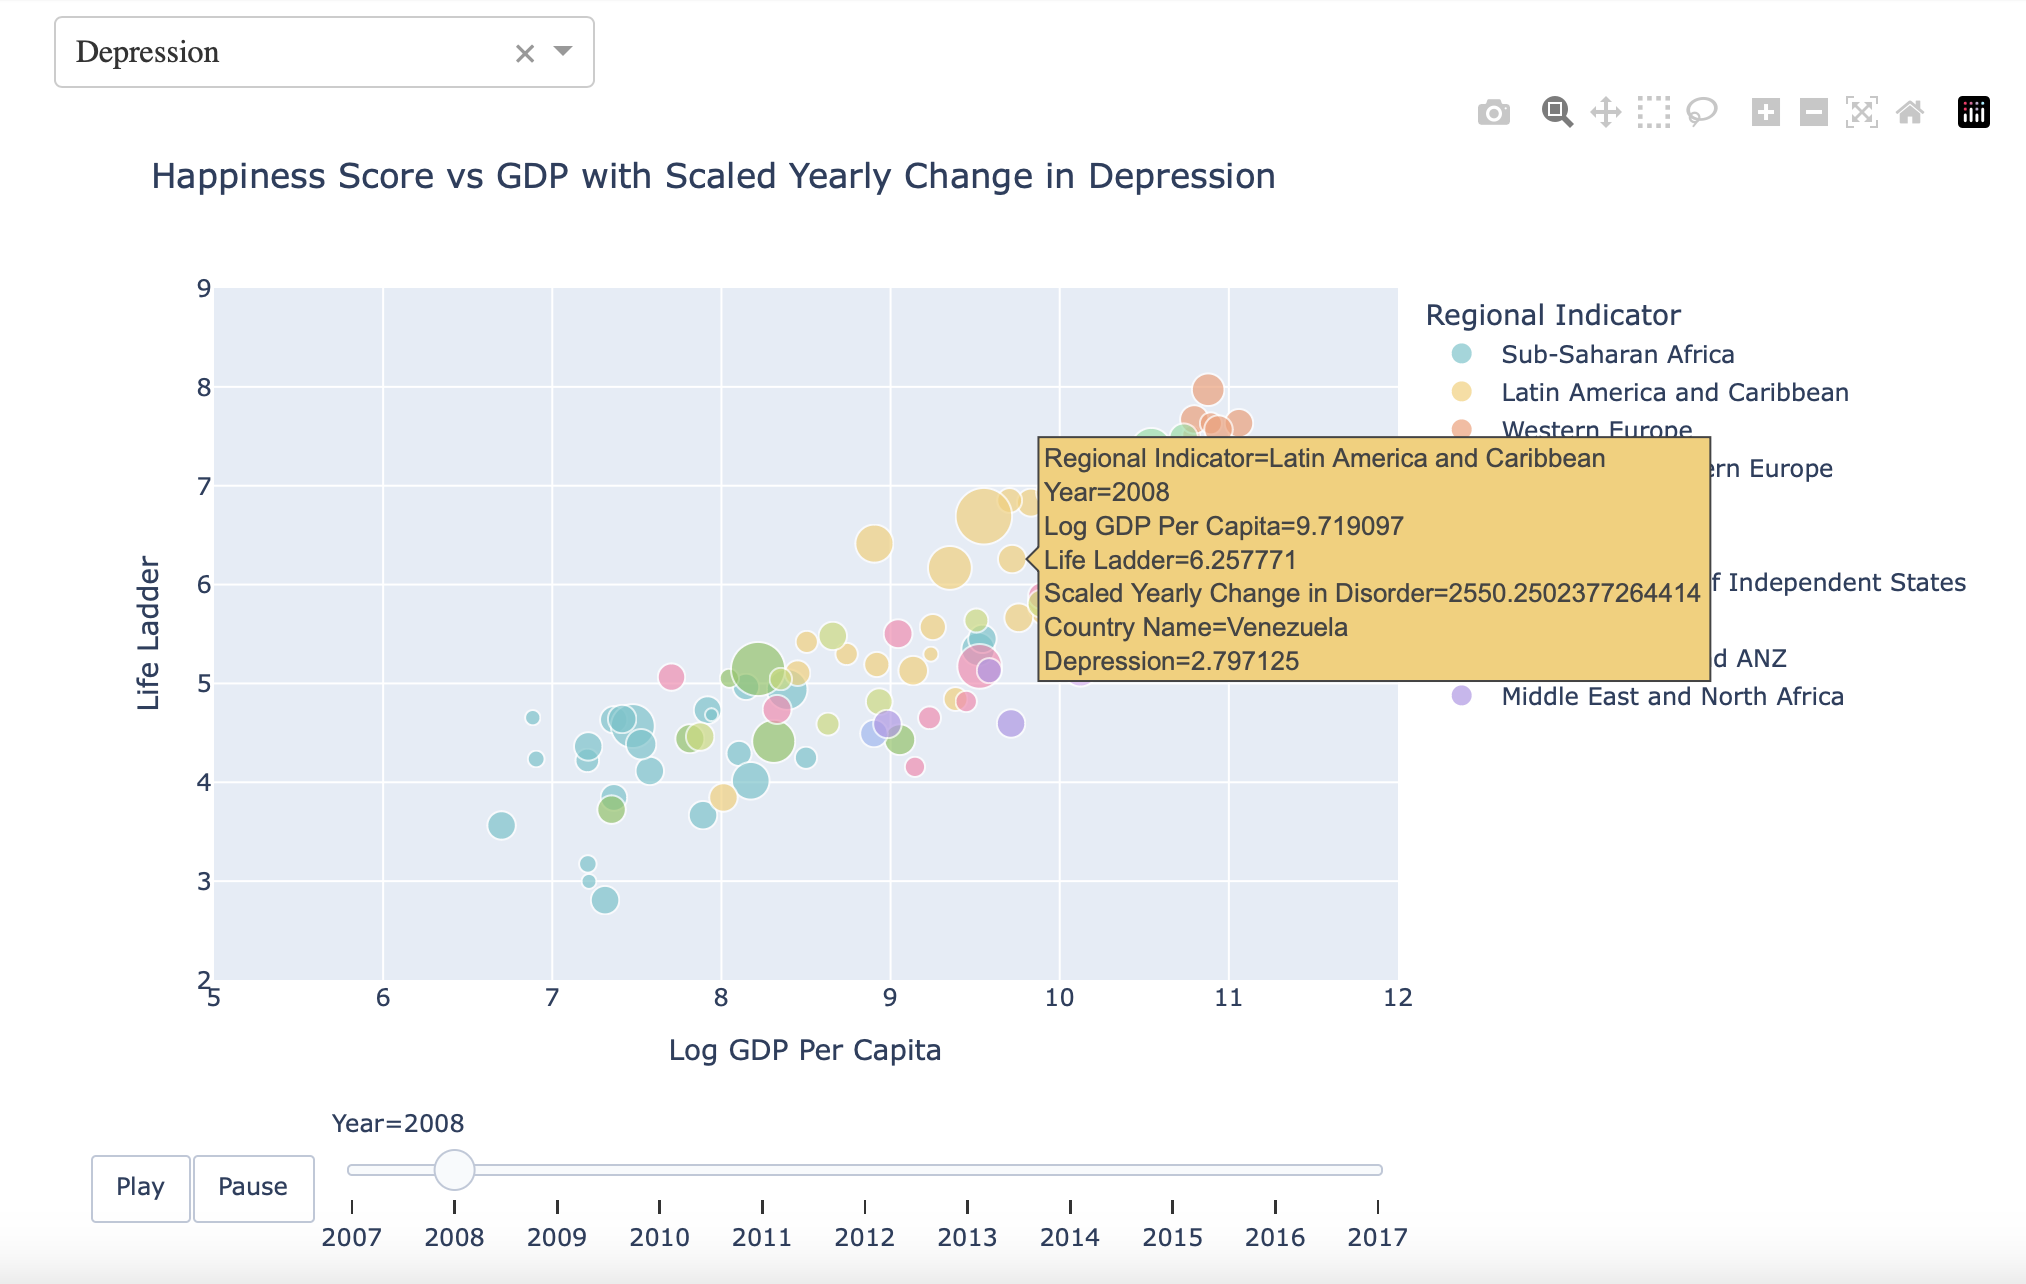 Depression
Happiness Score vs GDP with Scaled Yearly Change in Depression
9
8
7
6
5
4
3
2
Life Ladder
5 6 7 8 9 10 11 12
Log GDP Per Capita
Regional Indicator
Sub-Saharan Africa
Latin America and Caribbean
Western Europe
Europe
Independent States
ANZ
Middle East and North Africa
Regional Indicator=Latin America and Caribbean
Year=2008
Log GDP Per Capita=9.719097
Life Ladder=6.257771
Scaled Yearly Change in Disorder=2550.2502377264414
Country Name=Venezuela
Depression=2.797125
Year=2008
Play
Pause
2007 2008 2009 2010 2011 2012 2013 2014 2015 2016 2017